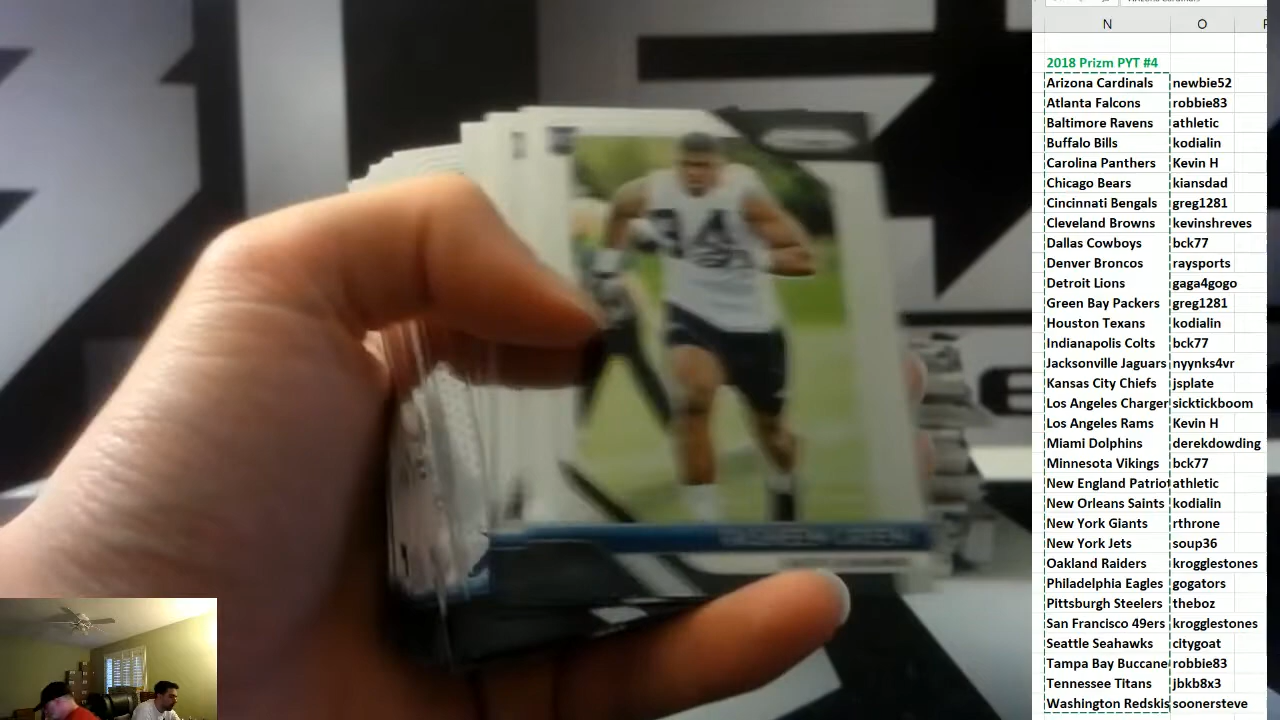 N O
2018 Prizm PYT #4
Arizona Cardinals newbie52
Atlanta Falcons robbie83
Baltimore Ravens athletic
Buffalo Bills kodialin
Carolina Panthers Kevin H
Chicago Bears kiansdad
Cincinnati Bengals greg1281
Cleveland Browns kevinshreves
Dallas Cowboys bck77
Denver Broncos raysports
Detroit Lions gaga4gogo
Green Bay Packers greg1281
Houston Texans kodialin
Indianapolis Colts bck77
Jacksonville Jaguars nyynks4vr
Kansas City Chiefs jsplate
Los Angeles Charger sicktickboom
Los Angeles Rams Kevin H
Miami Dolphins derekdowding
Minnesota Vikings bck77
New England Patriot athletic
New Orleans Saints kodialin
New York Giants rthrone
New York Jets soup36
Oakland Raiders krogglestones
Philadelphia Eagles gogators
Pittsburgh Steelers theboz
San Francisco 49ers krogglestones
Seattle Seahawks citygoat
Tampa Bay Buccane robbie83
Tennessee Titans jbkb8x3
Washington Redskis soonersteve